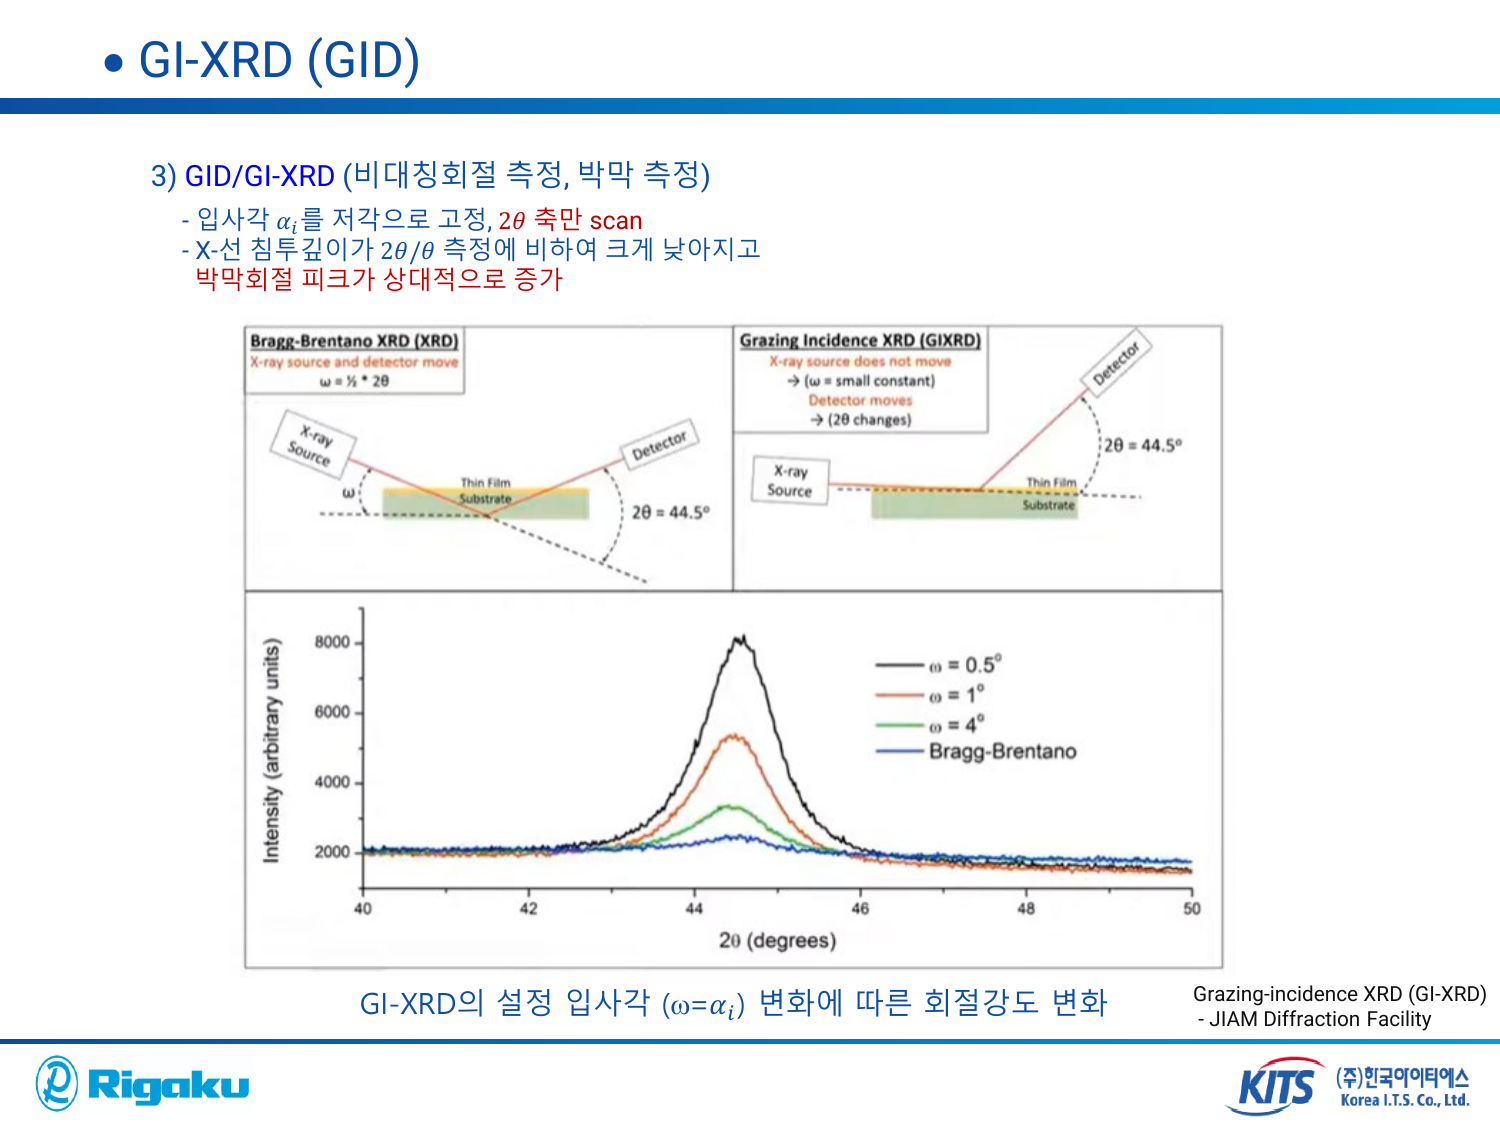 • GI-XRD (GID)
3) GID/GI-XRD (비대칭회절 측정, 박막 측정)
- 입사각 αᵢ를 저각으로 고정, 2θ 축만 scan
- X-선 침투깊이가 2θ/θ 측정에 비하여 크게 낮아지고
박막회절 피크가 상대적으로 증가
Bragg-Brentano XRD (XRD)
X-ray source and detector move
ω = ½ * 2θ
X-ray
Source
Detector
ω
Thin Film
Substrate
2θ = 44.5°
Grazing Incidence XRD (GIXRD)
X-ray source does not move
→ (ω = small constant)
Detector moves
→ (2θ changes)
Detector
2θ = 44.5°
X-ray
Source
Thin Film
Substrate
Intensity (arbitrary units)
8000
6000
4000
2000
ω = 0.5°
ω = 1°
ω = 4°
Bragg-Brentano
40 42 44 46 48 50
2θ (degrees)
GI-XRD의 설정 입사각 (ω=αᵢ) 변화에 따른 회절강도 변화
Grazing-incidence XRD (GI-XRD)
- JIAM Diffraction Facility
Rigaku
KITS
(주)한국아이티에스
Korea I.T.S. Co., Ltd.